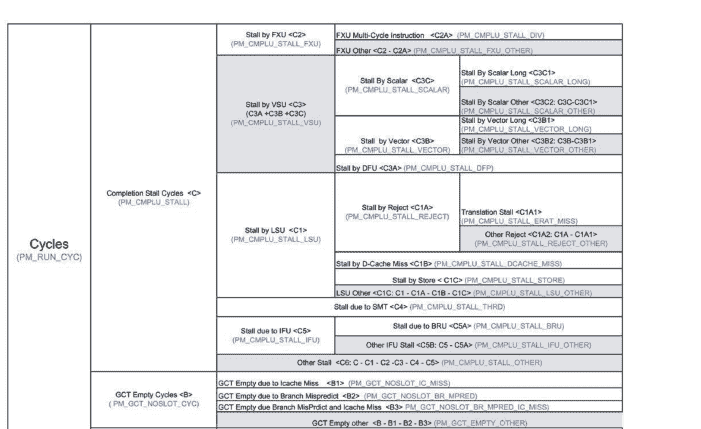 Cycles
(PM_RUN_CYC)
Completion Stall Cycles <C>
(PM_CMPLU_STALL)
Stall by FXU <C2>
(PM_CMPLU_STALL_FXU)
FXU Multi-Cycle Instruction <C2A> (PM_CMPLU_STALL_DIV)
FXU Other <C2 - C2A> (PM_CMPLU_STALL_FXU_OTHER)
Stall by VSU <C3>
(C3A +C3B +C3C)
(PM_CMPLU_STALL_VSU)
Stall By Scalar <C3C>
(PM_CMPLU_STALL_SCALAR)
Stall By Scalar Long <C3C1>
(PM_CMPLU_STALL_SCALAR_LONG)
Stall By Scalar Other <C3C2: C3C-C3C1>
(PM_CMPLU_STALL_SCALAR_OTHER)
Stall by Vector <C3B>
(PM_CMPLU_STALL_VECTOR)
Stall By Vector Long <C3B1>
(PM_CMPLU_STALL_VECTOR_LONG)
Stall By Vector Other <C3B2: C3B-C3B1>
(PM_CMPLU_STALL_VECTOR_OTHER)
Stall by DFU <C3A> (PM_CMPLU_STALL_DFP)
Stall by LSU <C1>
(PM_CMPLU_STALL_LSU)
Stall by Reject <C1A>
(PM_CMPLU_STALL_REJECT)
Translation Stall <C1A1>
(PM_CMPLU_STALL_ERAT_MISS)
Other Reject <C1A2: C1A - C1A1>
(PM_CMPLU_STALL_REJECT_OTHER)
Stall by D-Cache Miss <C1B> (PM_CMPLU_STALL_DCACHE_MISS)
Stall by Store < C1C> (PM_CMPLU_STALL_STORE)
LSU Other <C1C: C1 - C1A - C1B - C1C> (PM_CMPLU_STALL_LSU_OTHER)
Stall due to SMT <C4> (PM_CMPLU_STALL_THRD)
Stall due to IFU <C5>
(PM_CMPLU_STALL_IFU)
Stall due to BRU <C5A> (PM_CMPLU_STALL_BRU)
Other IFU Stall <C5B: C5 - C5A> (PM_CMPLU_STALL_IFU_OTHER)
Other Stall <C6: C - C1 - C2 -C3 - C4 - C5> (PM_CMPLU_STALL_OTHER)
GCT Empty Cycles <B>
( PM_GCT_NOSLOT_CYC)
GCT Empty due to Icache Miss <B1> (PM_GCT_NOSLOT_IC_MISS)
GCT Empty due to Branch Mispredict <B2> (PM_GCT_NOSLOT_BR_MPRED)
GCT Empty due Branch MisPrdict and Icache Miss <B3> PM_GCT_NOSLOT_BR_MPRED_IC_MISS)
GCT Empty other <B - B1 - B2 - B3> (PM_GCT_EMPTY_OTHER)